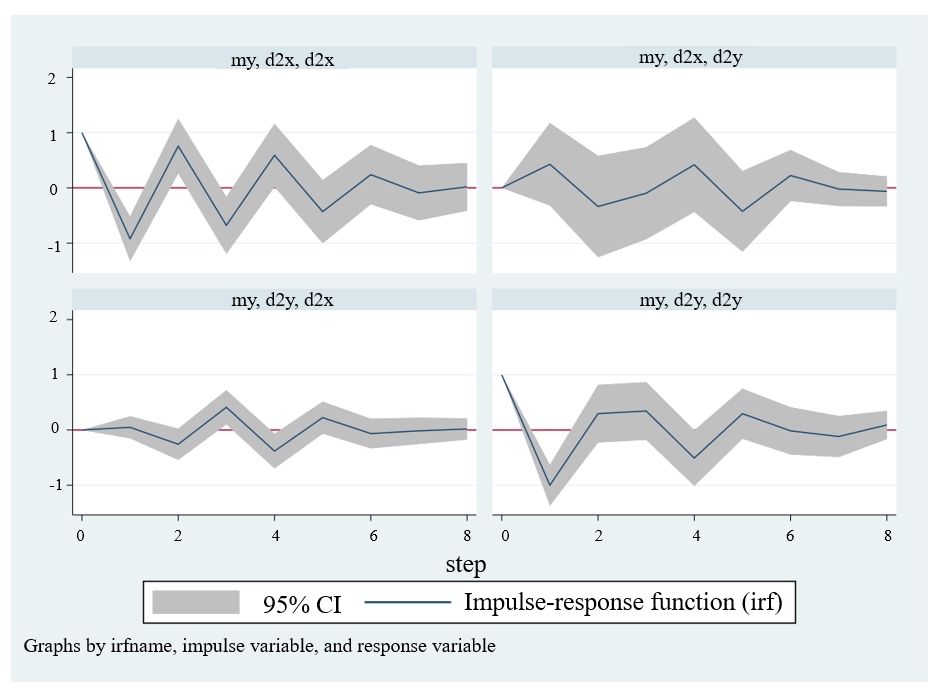 my, d2x, d2x
my, d2x, d2y
2
1
0
-1
my, d2y, d2x
my, d2y, d2y
2
1
0
-1
0 2 4 6 8
0 2 4 6 8
step
95% CI
Impulse-response function (irf)
Graphs by irfname, impulse variable, and response variable